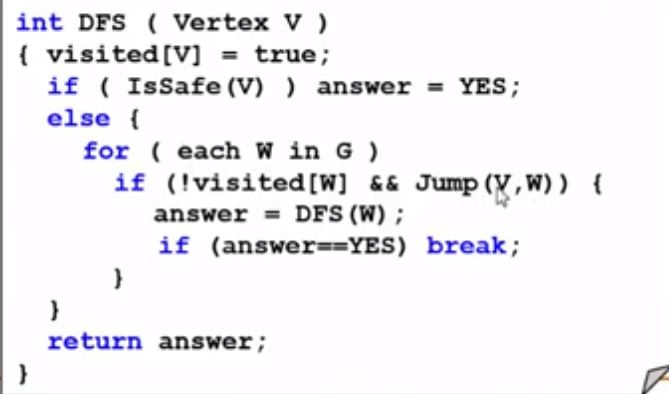 int DFS ( Vertex V )
{ visited[V] = true;
if ( IsSafe(V) ) answer = YES;
else {
for ( each W in G )
if (!visited[W] && Jump(V,W)) {
answer = DFS(W);
if (answer==YES) break;
}
}
return answer;
}